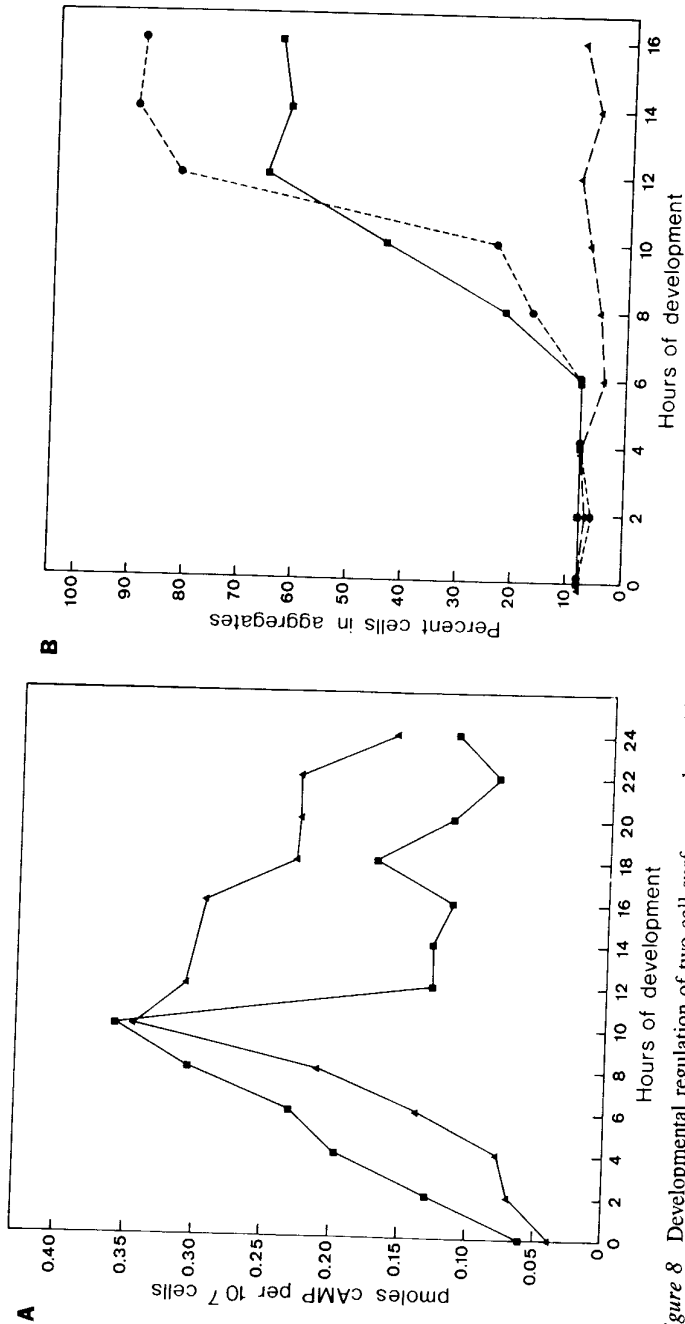 A
pmoles cAMP per 10⁷ cells
0.40
0.35
0.30
0.25
0.20
0.15
0.10
0.05
0
0 2 4 6 8 10 12 14 16 18 20 22 24
Hours of development
B
Percent cells in aggregates
100
90
80
70
60
50
40
30
20
10
0
0 2 4 6 8 10 12 14 16
Hours of development
gure 8 Developmental regulation of two cell surf